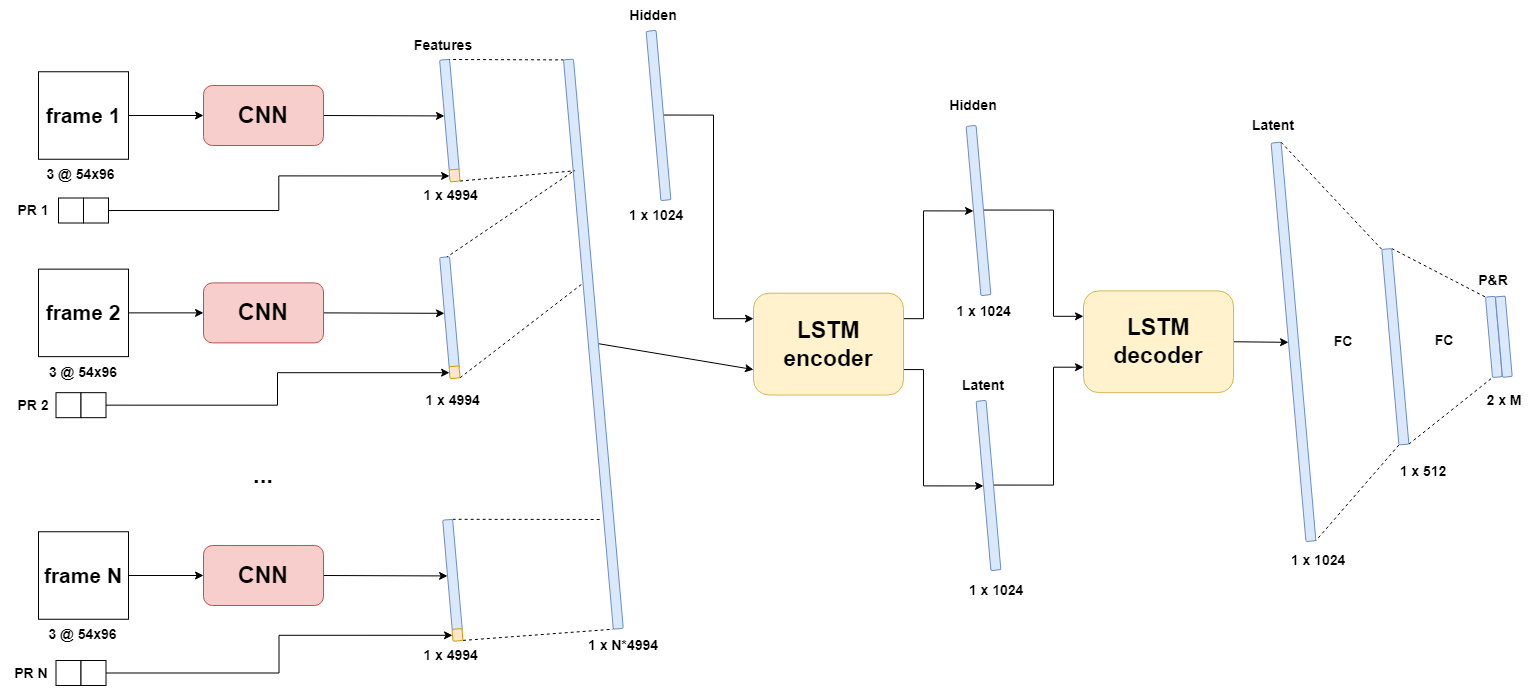 Hidden
Features
frame 1
CNN
3 @ 54x96
PR 1
1 x 4994
1 x 1024
frame 2
CNN
3 @ 54x96
PR 2
1 x 4994
...
frame N
CNN
3 @ 54x96
PR N
1 x 4994
1 x N*4994
LSTM
encoder
Hidden
1 x 1024
Latent
1 x 1024
LSTM
decoder
Latent
1 x 1024
FC
1 x 512
FC
P&R
2 x M